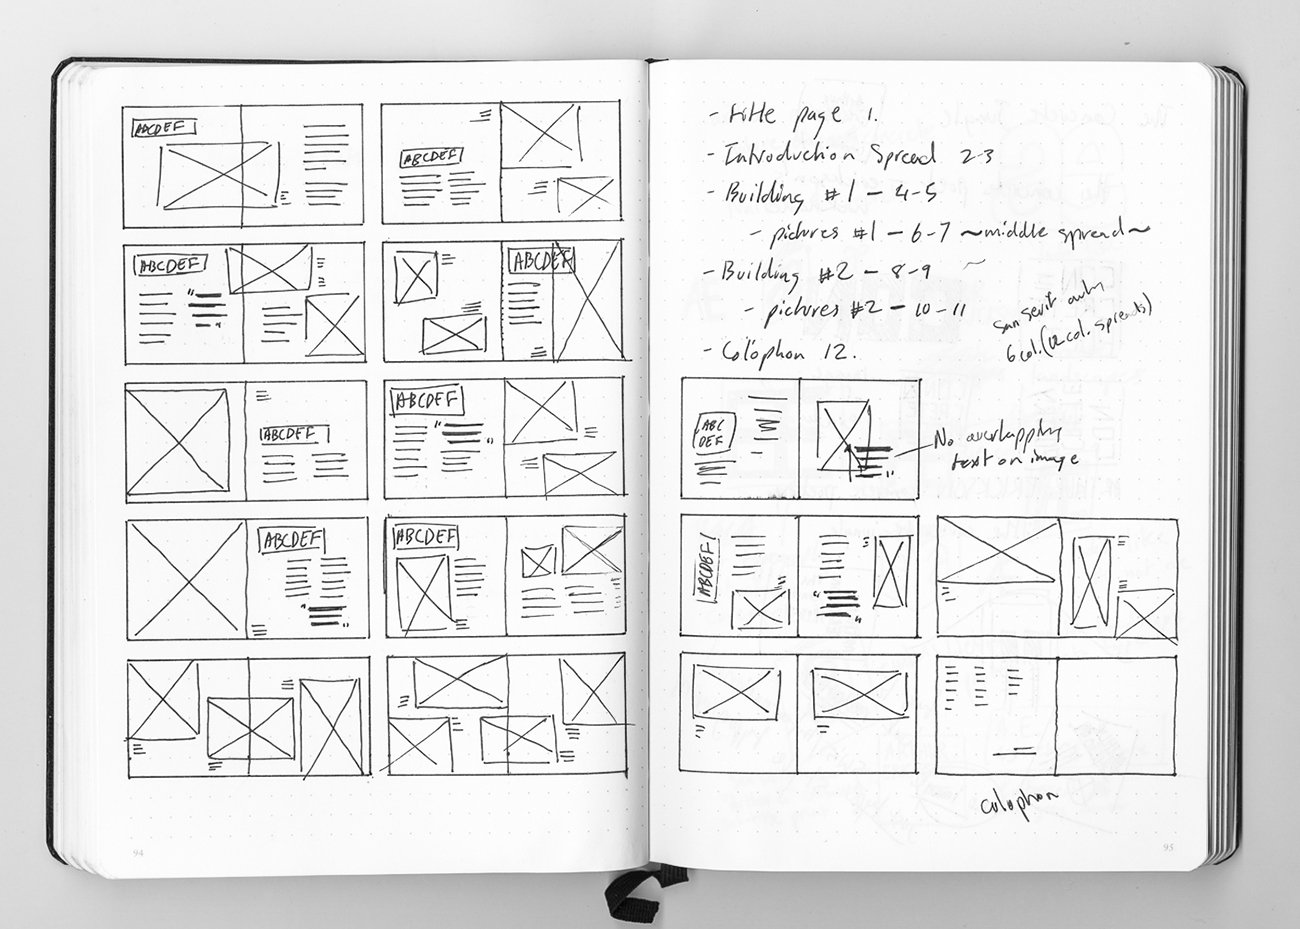 ABCDEF
ABCDEF
ABCDEF
ABCDEF
ABCDEF
ABCDEF
ABCDEF
ABCDEF
94
- title page 1.
- Introduction Spread 2-3
- Building #1 - 4-5
- pictures #1 - 6-7 ~middle spread~
- Building #2 - 8-9 ~
- pictures #2 - 10-11
- Colophon 12.
San Serif only
6 col. (12 col. spreads)
ABC
DEF
No overlapping
text on image
ABCDEF
colophon
95